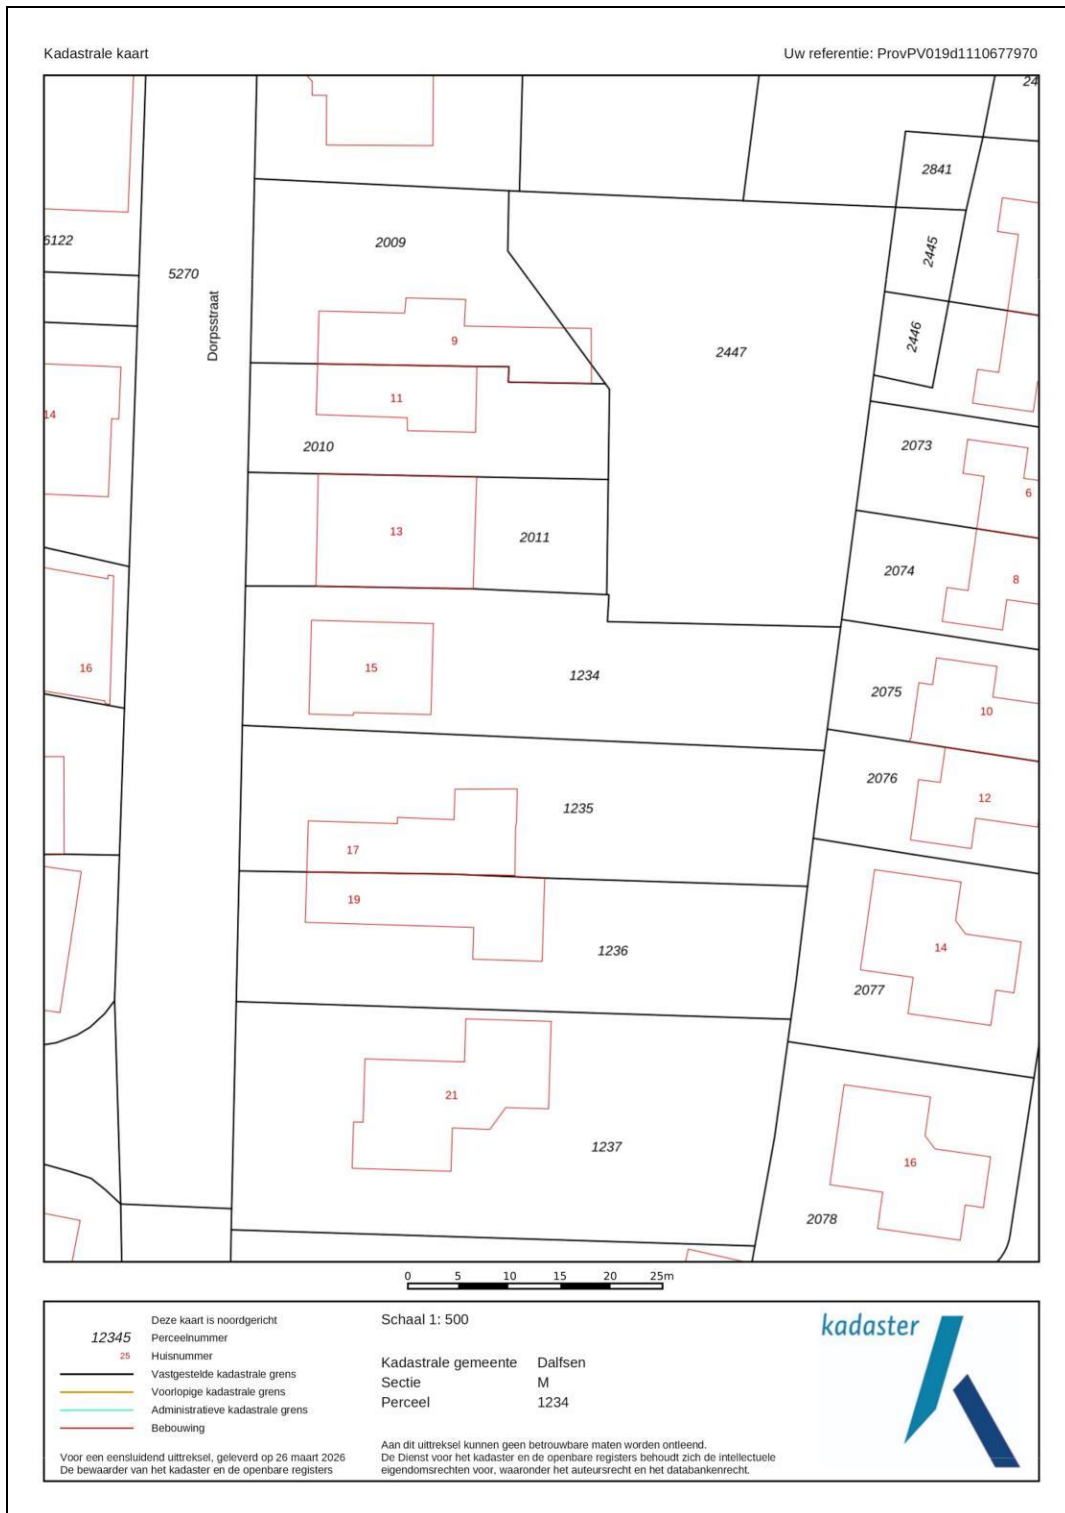 Kadastrale kaart
Uw referentie: ProvPV019d1110677970
24
2841
6122
2009
2445
5270
Dorpsstraat
9
2447
2446
11
14
2010
2073
6
13
2011
2074
8
16
15
1234
2075
10
2076
12
1235
17
19
1236
14
2077
21
1237
16
2078
0 5 10 15 20 25m
Deze kaart is noordgericht
12345 Perceelnummer
25 Huisnummer
Vastgestelde kadastrale grens
Voorlopige kadastrale grens
Administratieve kadastrale grens
Bebouwing
Voor een eensluidend uittreksel, geleverd op 26 maart 2026
De bewaarder van het kadaster en de openbare registers
Schaal 1: 500
Kadastrale gemeente Dalfsen
Sectie M
Perceel 1234
Aan dit uittreksel kunnen geen betrouwbare maten worden ontleend.
De Dienst voor het kadaster en de openbare registers behoudt zich de intellectuele
eigendomsrechten voor, waaronder het auteursrecht en het databankenrecht.
kadaster